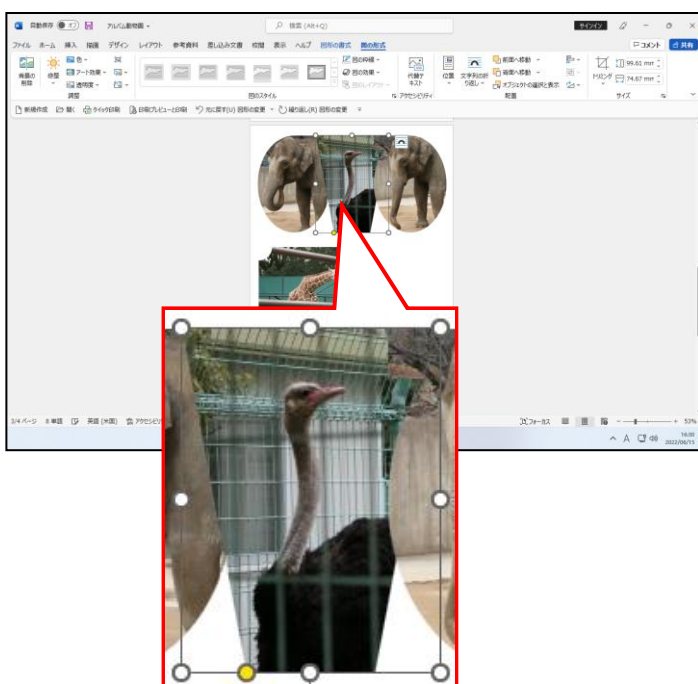 自動保存 オフ アルバム動物園 検索 (Alt+Q) サインイン
ファイル ホーム 挿入 描画 デザイン レイアウト 参考資料 差し込み文書 校閲 表示 ヘルプ 図形の書式 図の形式 コメント 共有
背景の
削除
修整
色
アート効果
透明度
調整
図の枠線
図の効果
図のレイアウト
図のスタイル
代替テ
キスト
アクセシビリティ
位置
文字列の折
り返し
前面へ移動
背面へ移動
オブジェクトの選択と表示
配置
トリミング
99.61 mm
74.67 mm
サイズ
新規作成 開く クイック印刷 印刷プレビューと印刷 元に戻す(U) 図形の変更 繰り返し(R) 図形の変更
3/4 ページ 8 単語 英語 (米国) フォーカス 53%
A 16:00
2022/06/15